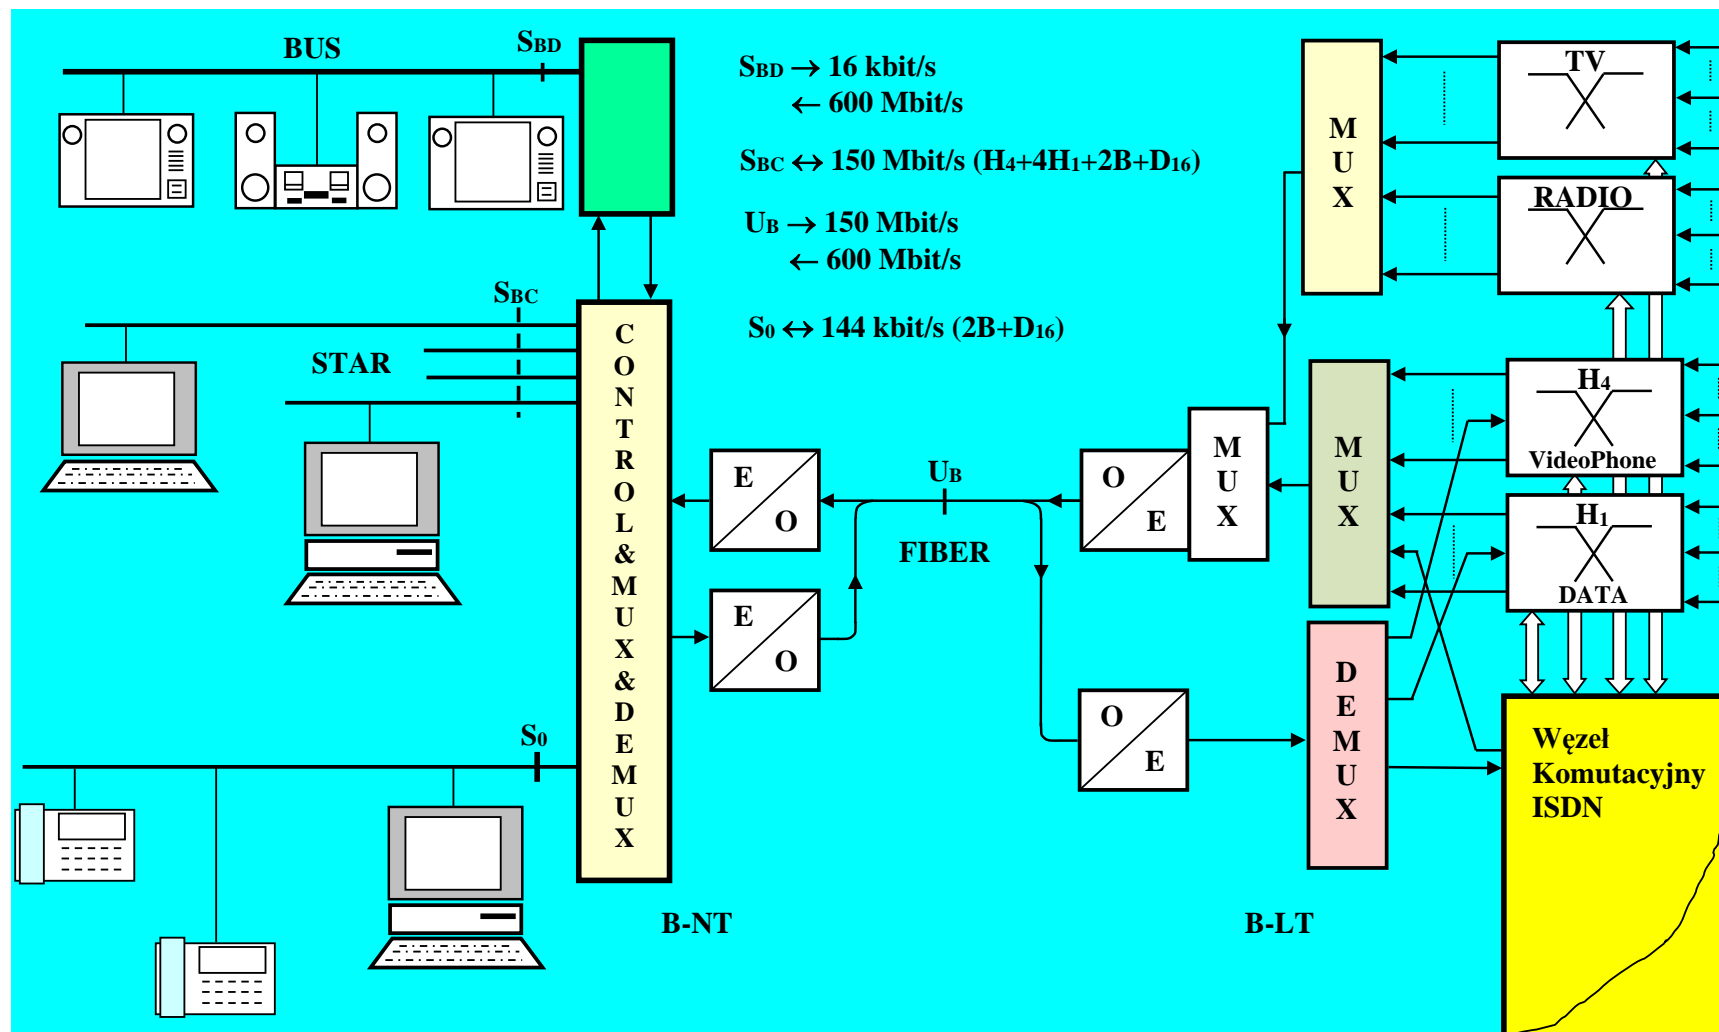 BUS
SBD
SBD → 16 kbit/s
← 600 Mbit/s
SBC ↔ 150 Mbit/s (H4+4H1+2B+D16)
UB → 150 Mbit/s
← 600 Mbit/s
S0 ↔ 144 kbit/s (2B+D16)
SBC
STAR
CONTROL&MUX&DEMUX
S0
E
O
E
O
UB
FIBER
O
E
MUX
O
E
MUX
MUX
DEMUX
TV
RADIO
H4
VideoPhone
H1
DATA
Węzeł
Komutacyjny
ISDN
B-NT
B-LT